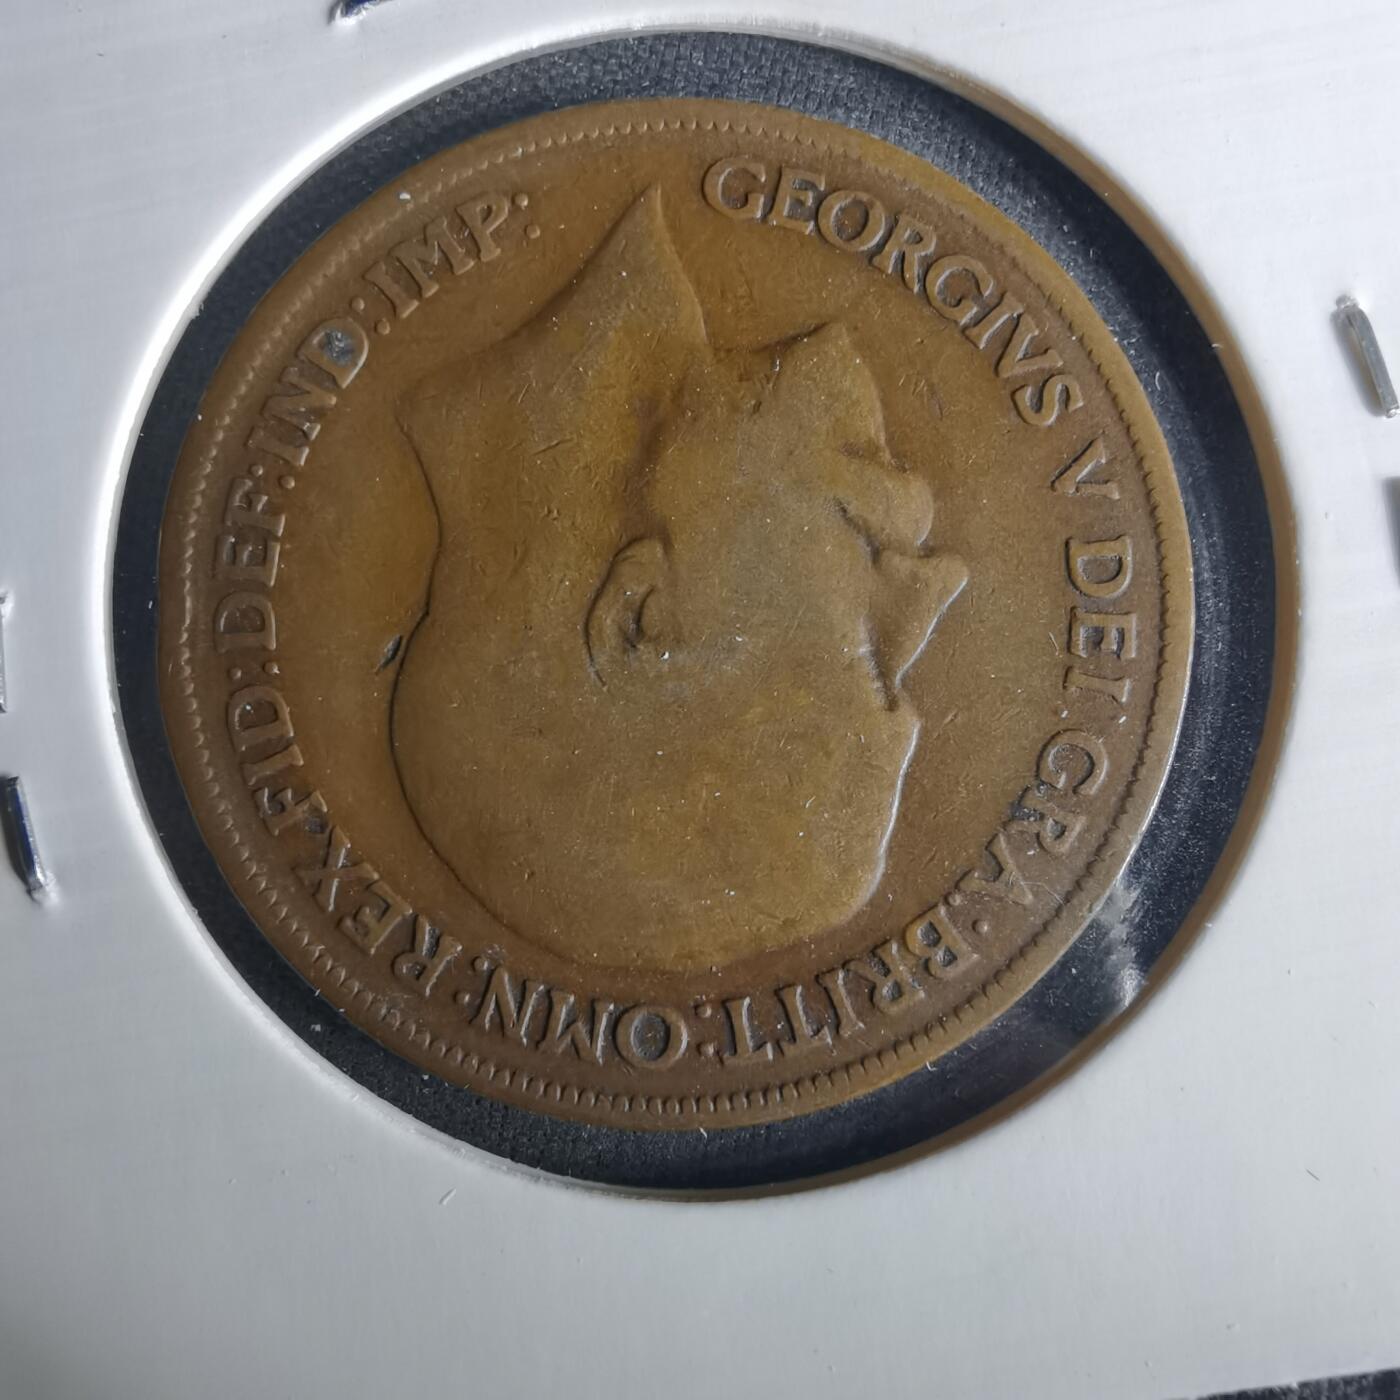 GEORGIVS V DEI GRA: BRITT: OMN: REX FID: DEF: IND: IMP: